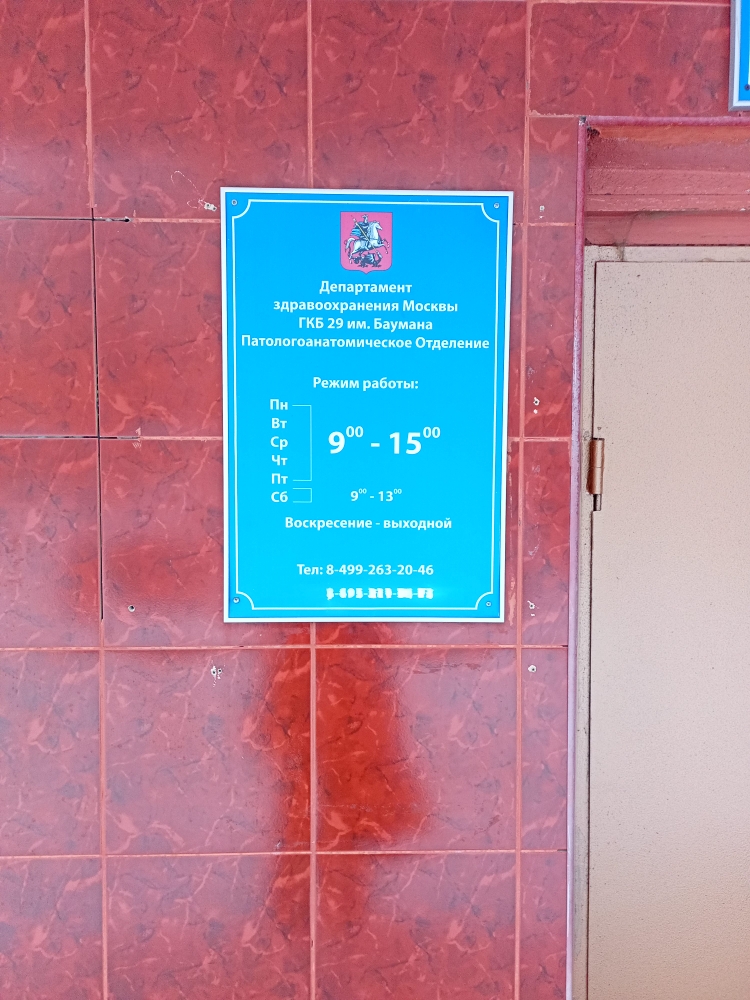 Департамент
здравоохранения Москвы
ГКБ 29 им. Баумана
Патологоанатомическое Отделение
Режим работы:
Пн
Вт
Ср
Чт
Пт
9⁰⁰ - 15⁰⁰
Сб 9⁰⁰ - 13⁰⁰
Воскресение - выходной
Тел: 8-499-263-20-46